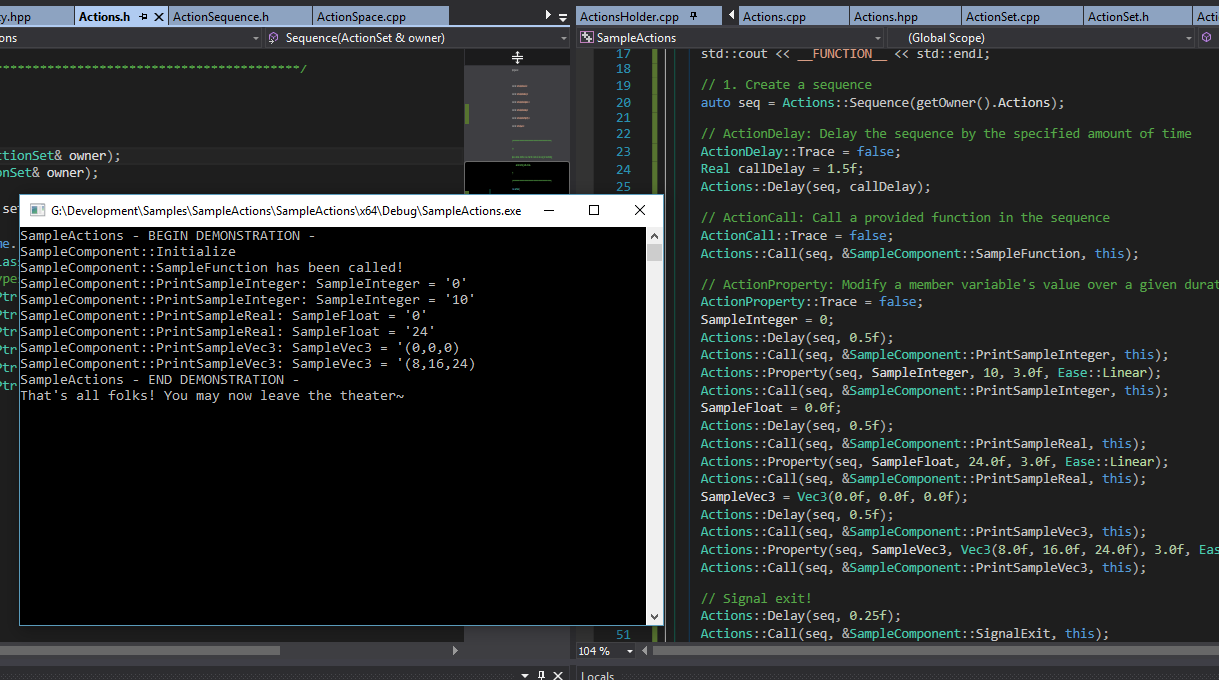 ty.hpp
Actions.h
ActionSequence.h
ActionSpace.cpp
ActionsHolder.cpp
Actions.cpp
Actions.hpp
ActionSet.cpp
ActionSet.h
Acti
ons
Sequence(ActionSet & owner)
SampleActions
(Global Scope)
****************************************/
ctionSet& owner);
onSet& owner);
G:\Development\Samples\SampleActions\SampleActions\x64\Debug\SampleActions.exe
SampleActions - BEGIN DEMONSTRATION -
SampleComponent::Initialize
SampleComponent::SampleFunction has been called!
SampleComponent::PrintSampleInteger: SampleInteger = '0'
SampleComponent::PrintSampleInteger: SampleInteger = '10'
SampleComponent::PrintSampleReal: SampleFloat = '0'
SampleComponent::PrintSampleReal: SampleFloat = '24'
SampleComponent::PrintSampleVec3: SampleVec3 = '(0,0,0)
SampleComponent::PrintSampleVec3: SampleVec3 = '(8,16,24)
SampleActions - END DEMONSTRATION -
That's all folks! You may now leave the theater~
17 std::cout << __FUNCTION__ << std::endl;
18
19 // 1. Create a sequence
20 auto seq = Actions::Sequence(getOwner().Actions);
21
22 // ActionDelay: Delay the sequence by the specified amount of time
23 ActionDelay::Trace = false;
24 Real callDelay = 1.5f;
25 Actions::Delay(seq, callDelay);
// ActionCall: Call a provided function in the sequence
ActionCall::Trace = false;
Actions::Call(seq, &SampleComponent::SampleFunction, this);
// ActionProperty: Modify a member variable's value over a given durat
ActionProperty::Trace = false;
SampleInteger = 0;
Actions::Delay(seq, 0.5f);
Actions::Call(seq, &SampleComponent::PrintSampleInteger, this);
Actions::Property(seq, SampleInteger, 10, 3.0f, Ease::Linear);
Actions::Call(seq, &SampleComponent::PrintSampleInteger, this);
SampleFloat = 0.0f;
Actions::Delay(seq, 0.5f);
Actions::Call(seq, &SampleComponent::PrintSampleReal, this);
Actions::Property(seq, SampleFloat, 24.0f, 3.0f, Ease::Linear);
Actions::Call(seq, &SampleComponent::PrintSampleReal, this);
SampleVec3 = Vec3(0.0f, 0.0f, 0.0f);
Actions::Delay(seq, 0.5f);
Actions::Call(seq, &SampleComponent::PrintSampleVec3, this);
Actions::Property(seq, SampleVec3, Vec3(8.0f, 16.0f, 24.0f), 3.0f, Eas
Actions::Call(seq, &SampleComponent::PrintSampleVec3, this);
// Signal exit!
Actions::Delay(seq, 0.25f);
51 Actions::Call(seq, &SampleComponent::SignalExit, this);
104 %
Locals